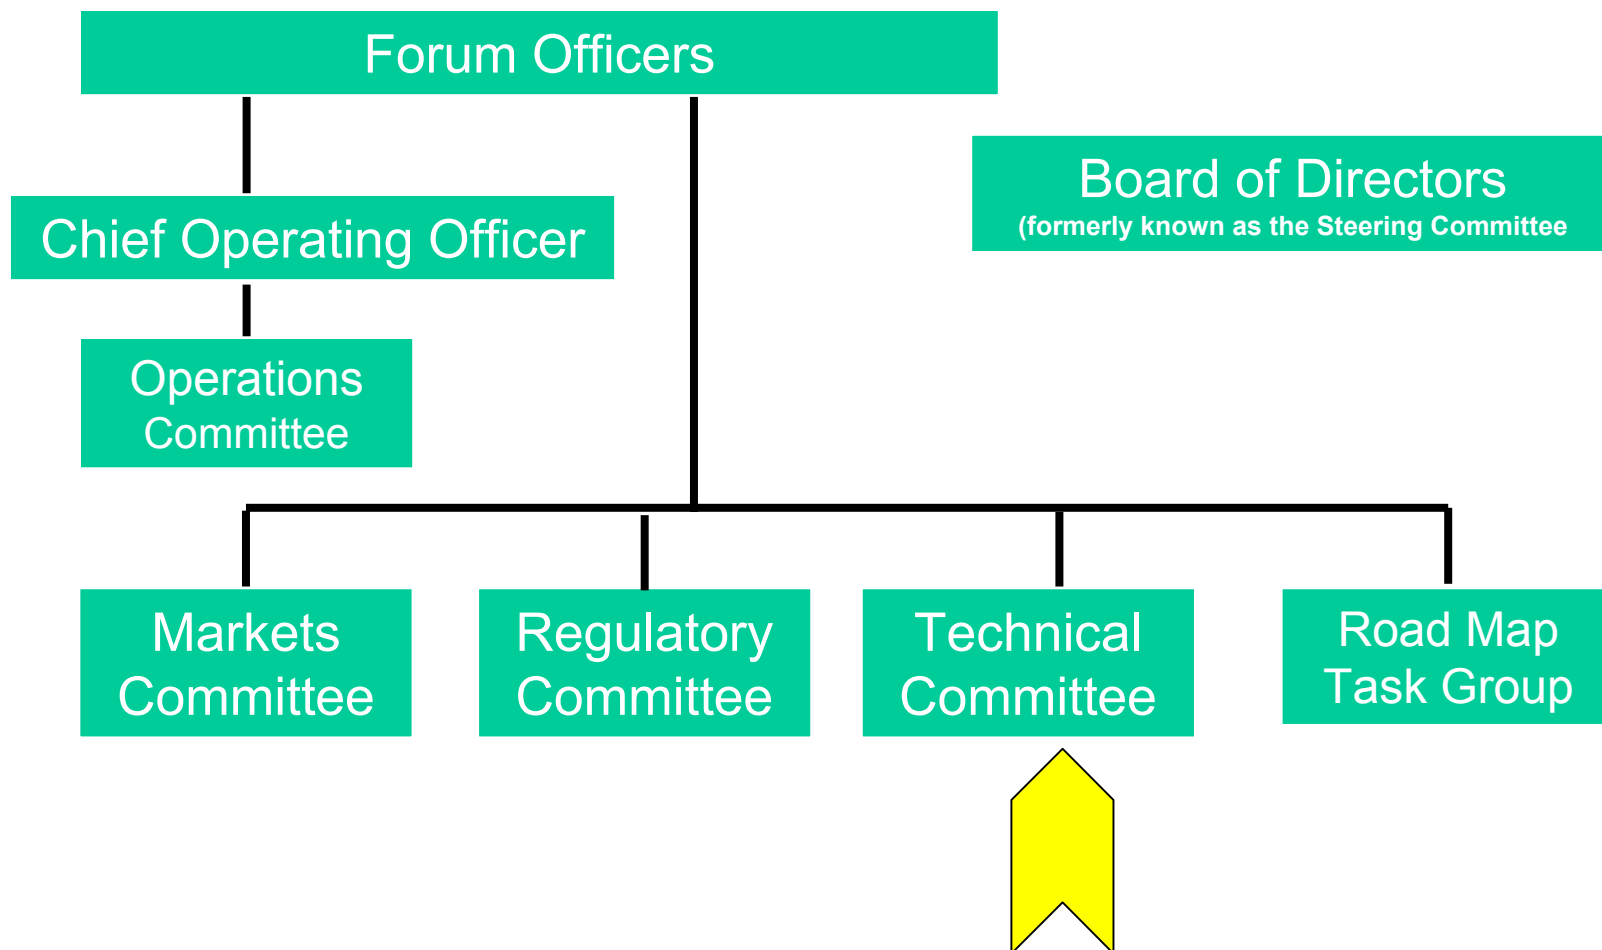 Forum Officers
Board of Directors
(formerly known as the Steering Committee
Chief Operating Officer
Operations
Committee
Markets
Committee
Regulatory
Committee
Technical
Committee
Road Map
Task Group